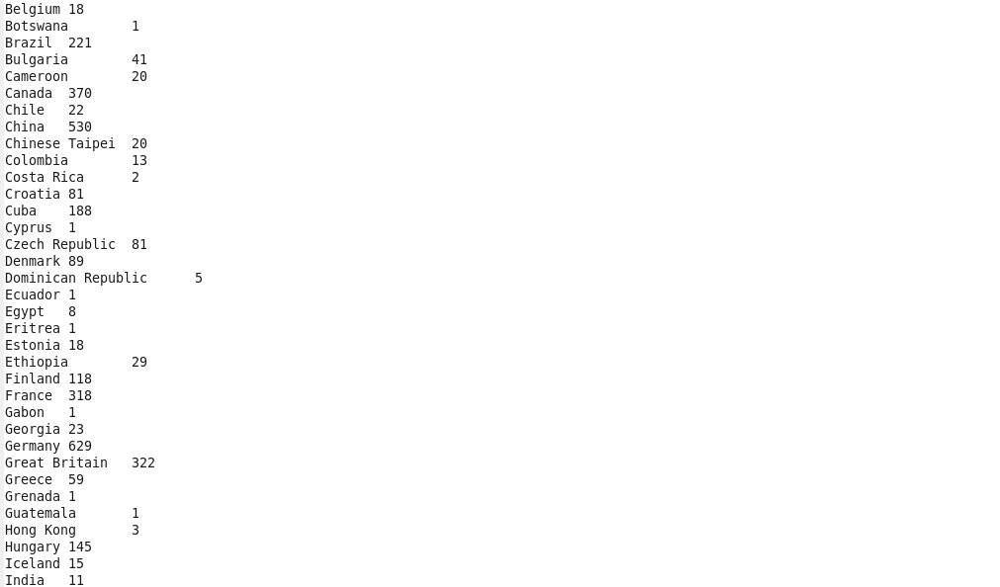 Belgium	18
Botswana	1
Brazil	221
Bulgaria	41
Cameroon	20
Canada	370
Chile	22
China	530
Chinese Taipei	20
Colombia	13
Costa Rica	2
Croatia	81
Cuba	188
Cyprus	1
Czech Republic	81
Denmark	89
Dominican Republic	5
Ecuador	1
Egypt	8
Eritrea	1
Estonia	18
Ethiopia	29
Finland	118
France	318
Gabon	1
Georgia	23
Germany	629
Great Britain	322
Greece	59
Grenada	1
Guatemala	1
Hong Kong	3
Hungary	145
Iceland	15
India	11